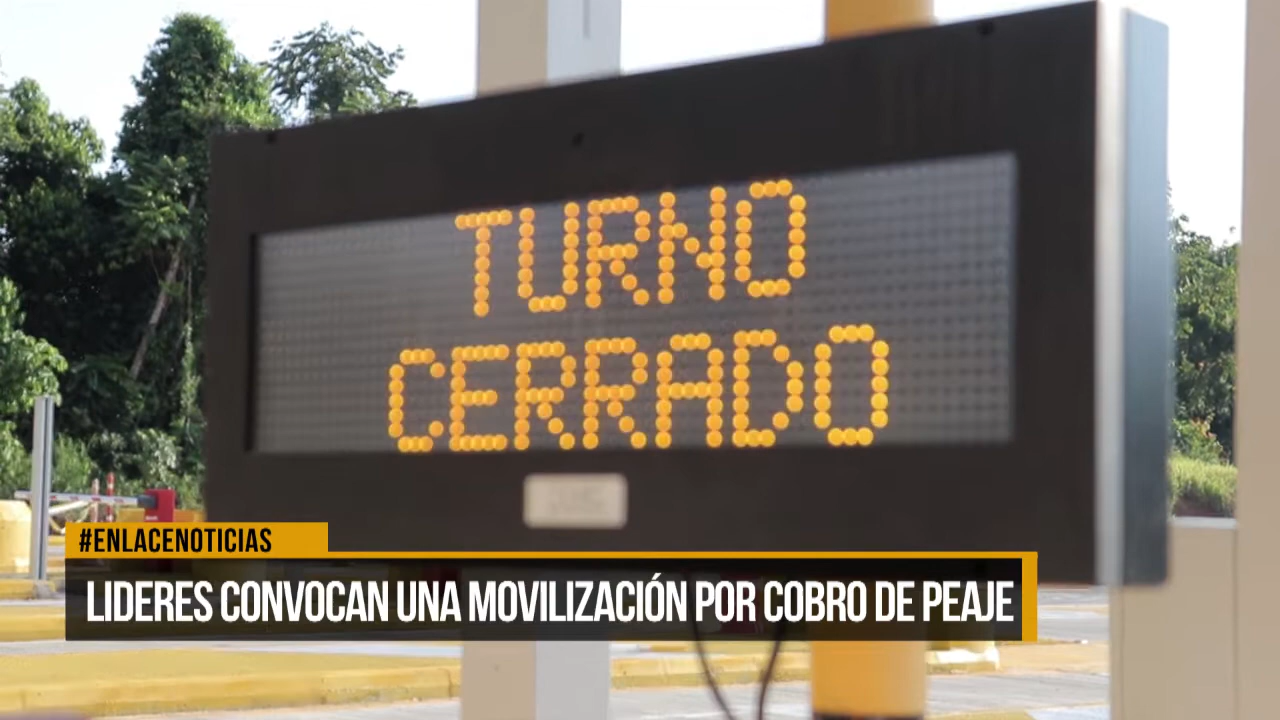 TURNO
CERRADO
#ENLACENOTICIAS
LIDERES CONVOCAN UNA MOVILIZACIÓN POR COBRO DE PEAJE